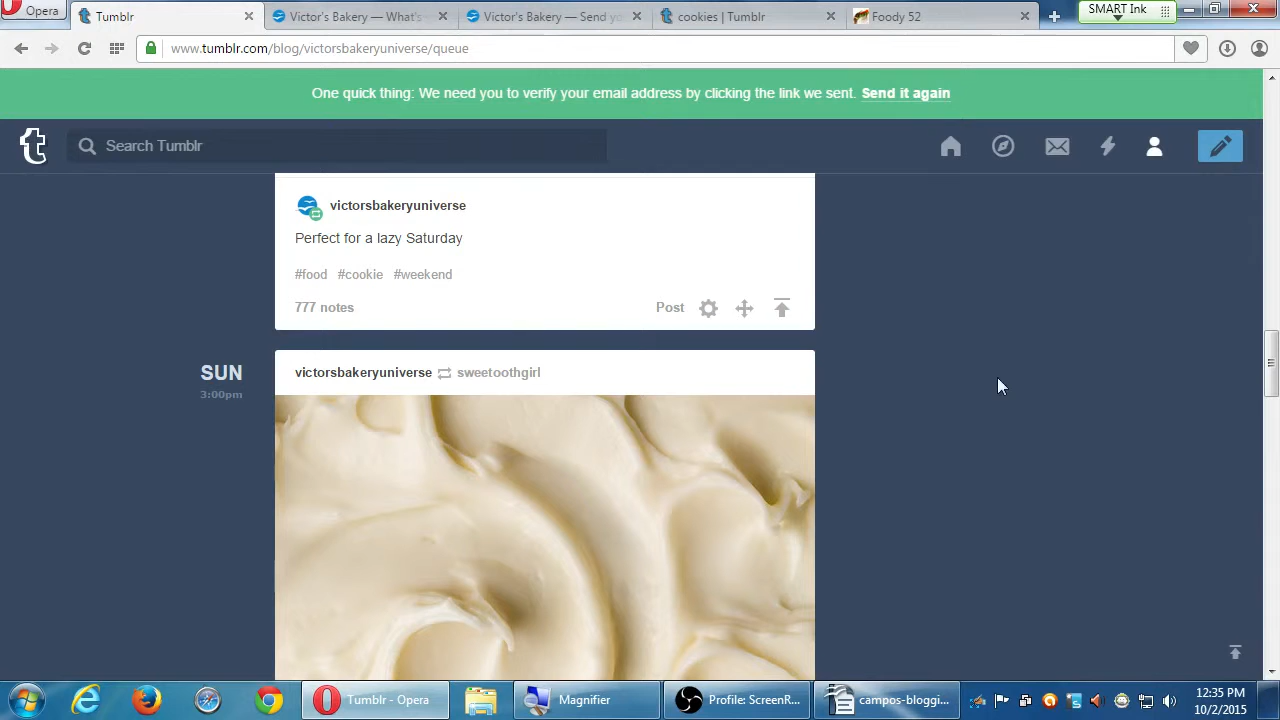 Opera
Tumblr
Victor's Bakery — What's
Victor's Bakery — Send yo
cookies | Tumblr
Foody 52
SMART Ink
www.tumblr.com/blog/victorsbakeryuniverse/queue
One quick thing: We need you to verify your email address by clicking the link we sent. Send it again
t
Search Tumblr
victorsbakeryuniverse
Perfect for a lazy Saturday
#food #cookie #weekend
777 notes
Post
SUN
3:00pm
victorsbakeryuniverse sweetoothgirl
Tumblr - Opera
Magnifier
Profile: ScreenR...
campos-bloggi...
12:35 PM
10/2/2015